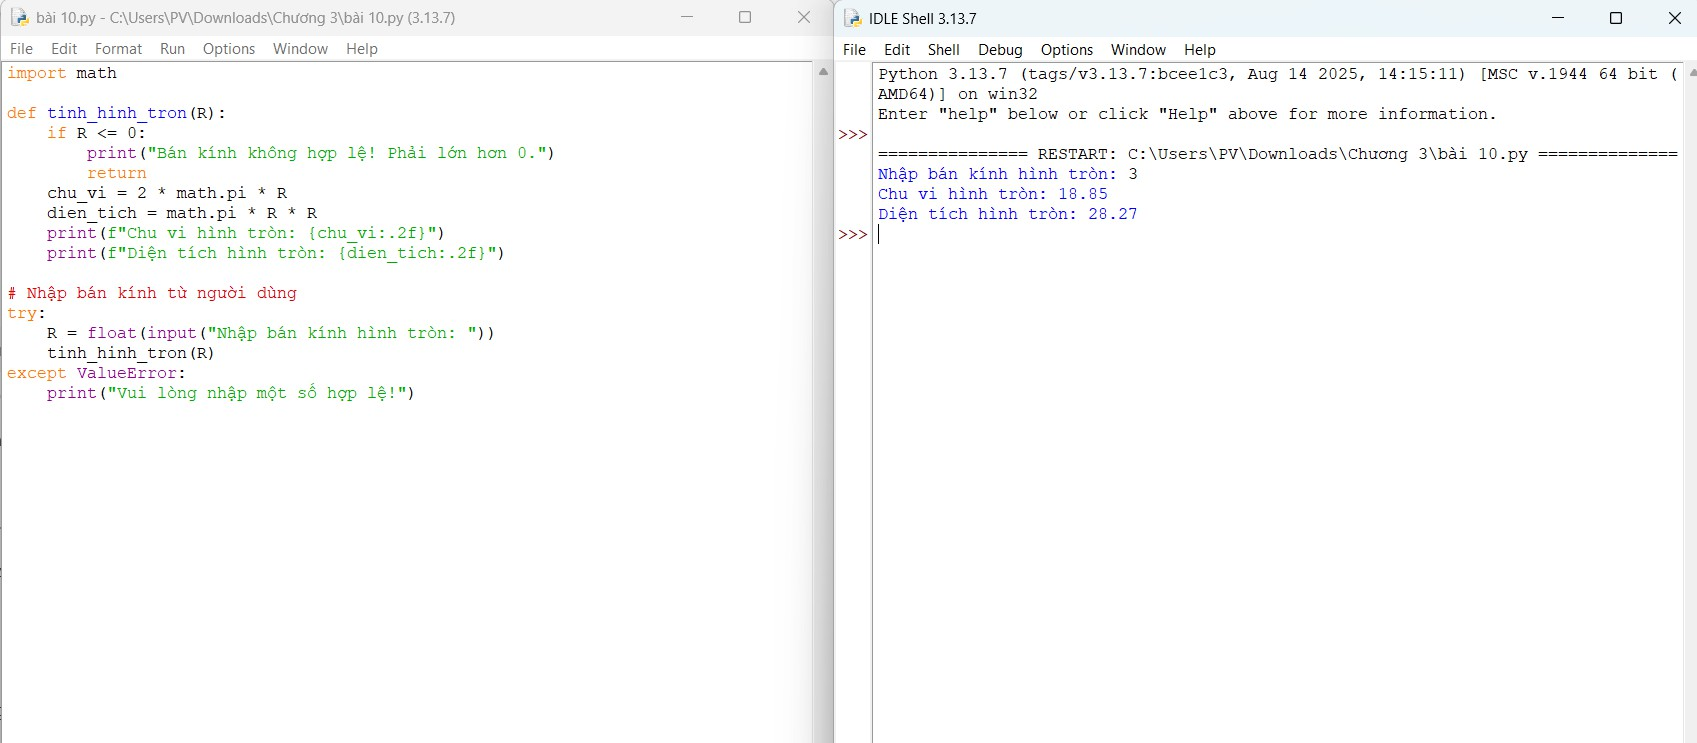 bài 10.py - C:\Users\PV\Downloads\Chương 3\bài 10.py (3.13.7)
File Edit Format Run Options Window Help
import math
def tinh_hinh_tron(R):
    if R <= 0:
        print("Bán kính không hợp lệ! Phải lớn hơn 0.")
        return
    chu_vi = 2 * math.pi * R
    dien_tich = math.pi * R * R
    print(f"Chu vi hình tròn: {chu_vi:.2f}")
    print(f"Diện tích hình tròn: {dien_tich:.2f}")
# Nhập bán kính từ người dùng
try:
    R = float(input("Nhập bán kính hình tròn: "))
    tinh_hinh_tron(R)
except ValueError:
    print("Vui lòng nhập một số hợp lệ!")
IDLE Shell 3.13.7
File Edit Shell Debug Options Window Help
Python 3.13.7 (tags/v3.13.7:bcee1c3, Aug 14 2025, 14:15:11) [MSC v.1944 64 bit (
AMD64)] on win32
Enter "help" below or click "Help" above for more information.
>>>
=============== RESTART: C:\Users\PV\Downloads\Chương 3\bài 10.py ==============
Nhập bán kính hình tròn: 3
Chu vi hình tròn: 18.85
Diện tích hình tròn: 28.27
>>>